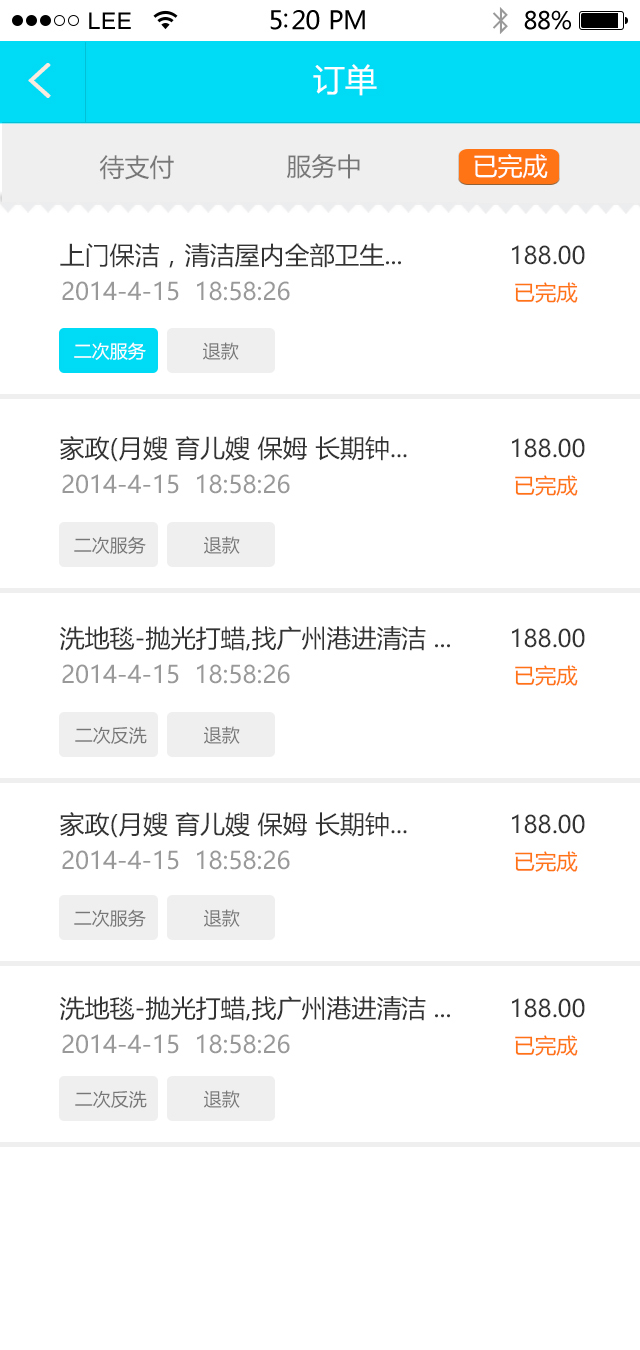 LEE 5:20 PM 88%
订单
待支付 服务中 已完成
上门保洁，清洁屋内全部卫生... 188.00
2014-4-15 18:58:26 已完成
二次服务 退款
家政(月嫂 育儿嫂 保姆 长期钟... 188.00
2014-4-15 18:58:26 已完成
二次服务 退款
洗地毯-抛光打蜡,找广州港进清洁 ... 188.00
2014-4-15 18:58:26 已完成
二次反洗 退款
家政(月嫂 育儿嫂 保姆 长期钟... 188.00
2014-4-15 18:58:26 已完成
二次服务 退款
洗地毯-抛光打蜡,找广州港进清洁 ... 188.00
2014-4-15 18:58:26 已完成
二次反洗 退款